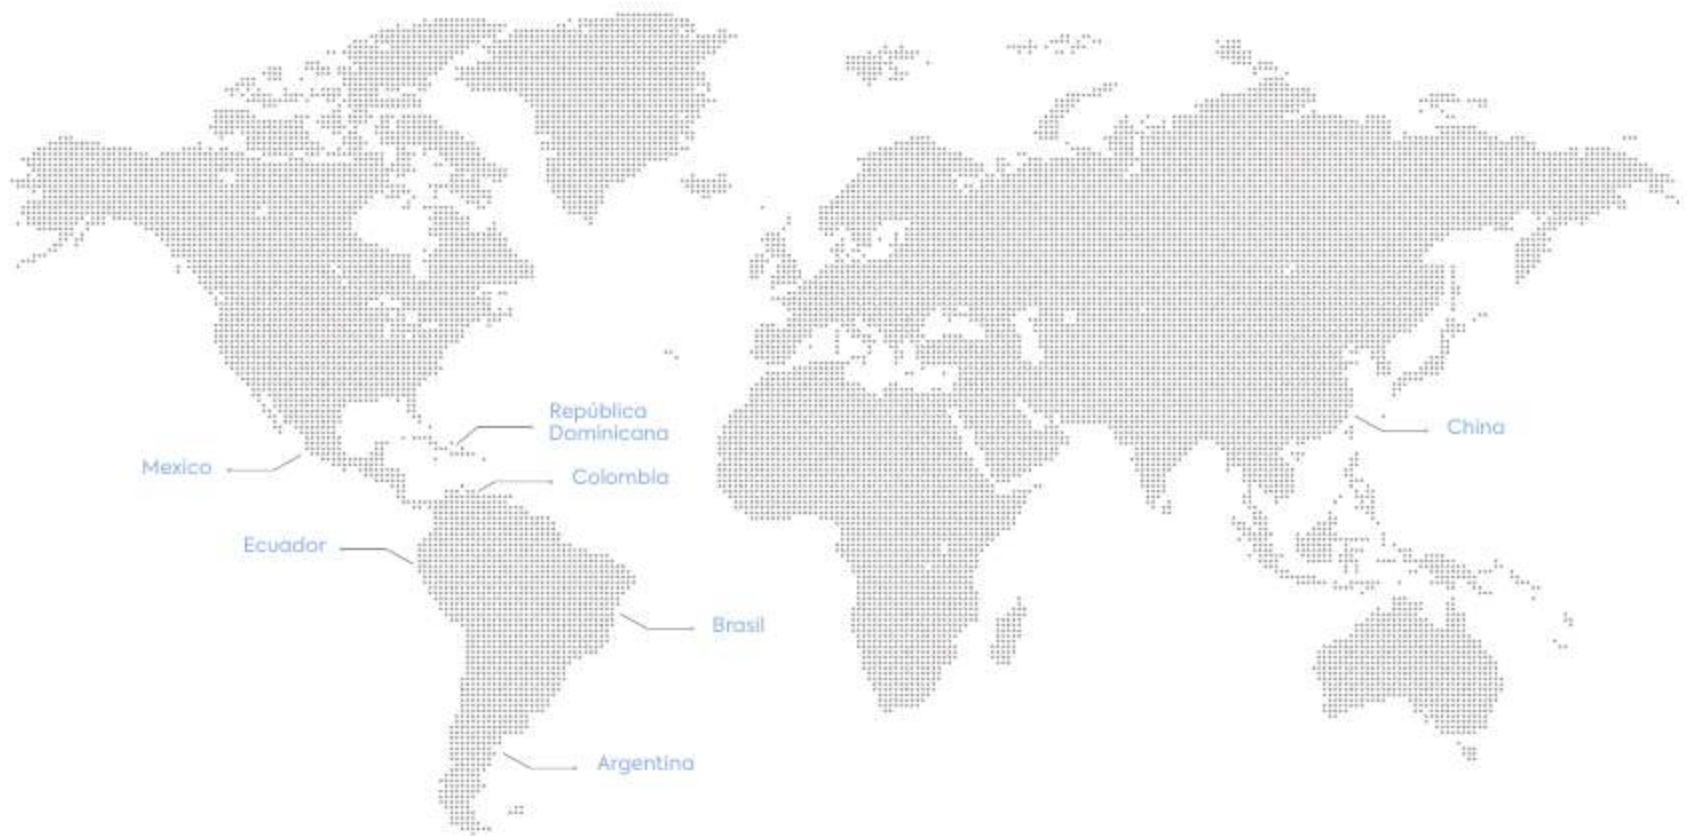 República
Dominicana
China
Mexico
Colombia
Ecuador
Brasil
Argentina